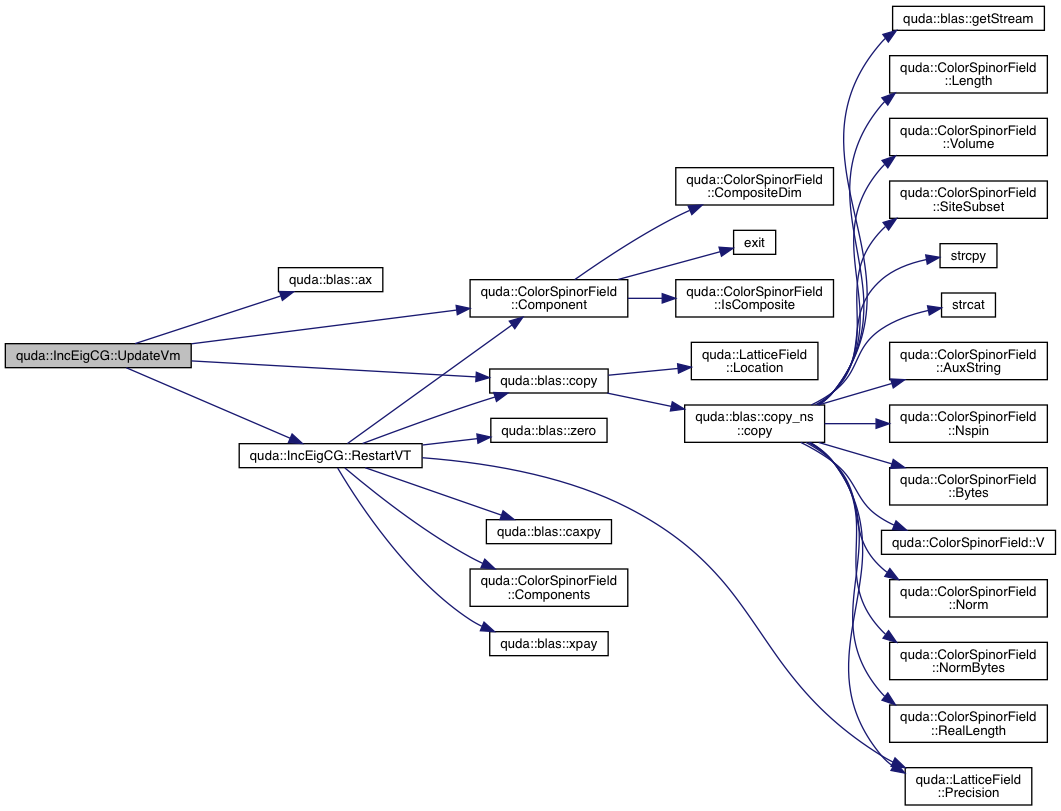 quda::IncEigCG::UpdateVm
quda::blas::ax
quda::IncEigCG::RestartVT
quda::ColorSpinorField
::Component
quda::blas::copy
quda::blas::zero
quda::blas::caxpy
quda::ColorSpinorField
::Components
quda::blas::xpay
quda::ColorSpinorField
::CompositeDim
exit
quda::ColorSpinorField
::IsComposite
quda::LatticeField
::Location
quda::blas::copy_ns
::copy
quda::blas::getStream
quda::ColorSpinorField
::Length
quda::ColorSpinorField
::Volume
quda::ColorSpinorField
::SiteSubset
strcpy
strcat
quda::ColorSpinorField
::AuxString
quda::ColorSpinorField
::Nspin
quda::ColorSpinorField
::Bytes
quda::ColorSpinorField::V
quda::ColorSpinorField
::Norm
quda::ColorSpinorField
::NormBytes
quda::ColorSpinorField
::RealLength
quda::LatticeField
::Precision